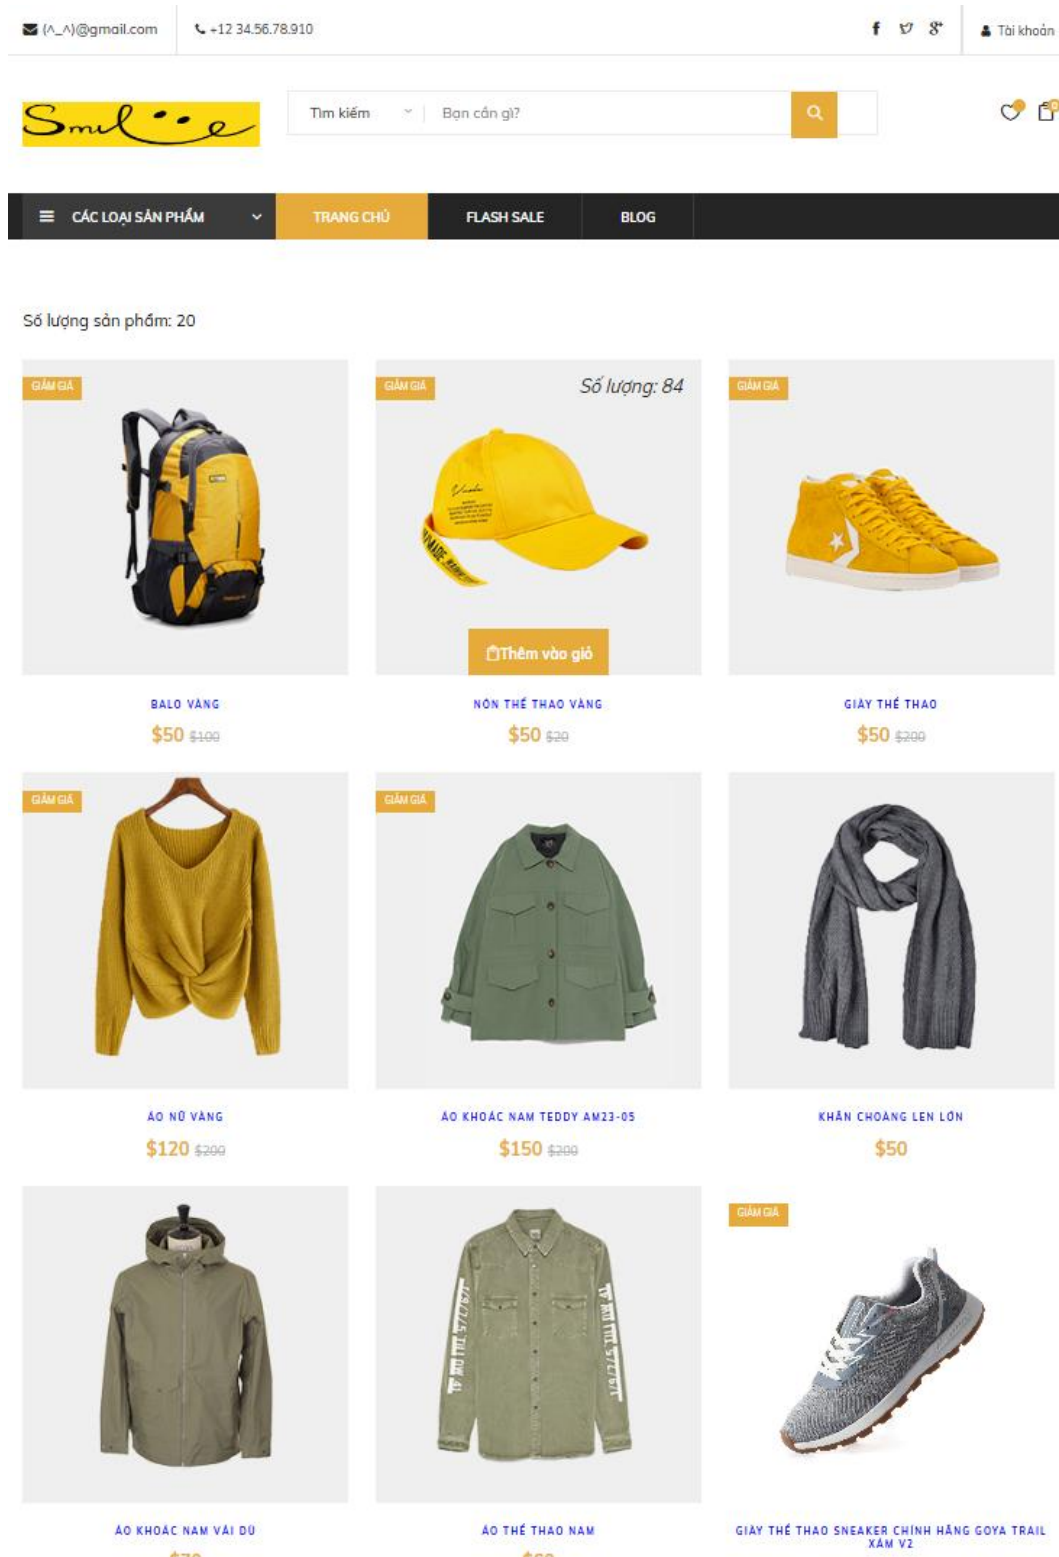 (^_^)@gmail.com
+12 34.56.78.910
Tài khoản
Smile
Tìm kiếm
Bạn cần gì?
CÁC LOẠI SẢN PHẨM
TRANG CHỦ
FLASH SALE
BLOG
Số lượng sản phẩm: 20
GIẢM GIÁ
GIẢM GIÁ
Số lượng: 84
GIẢM GIÁ
Thêm vào giỏ
BALO VÀNG
NÓN THỂ THAO VÀNG
GIÀY THỂ THAO
$50 $100
$50 $20
$50 $200
GIẢM GIÁ
GIẢM GIÁ
ÁO NỮ VÀNG
ÁO KHOÁC NAM TEDDY AM23-05
KHĂN CHOÀNG LEN LỚN
$120 $200
$150 $200
$50
GIẢM GIÁ
ÁO KHOÁC NAM VẢI DÙ
ÁO THỂ THAO NAM
GIÀY THỂ THAO SNEAKER CHÍNH HÃNG GOYA TRAIL
XÁM V2